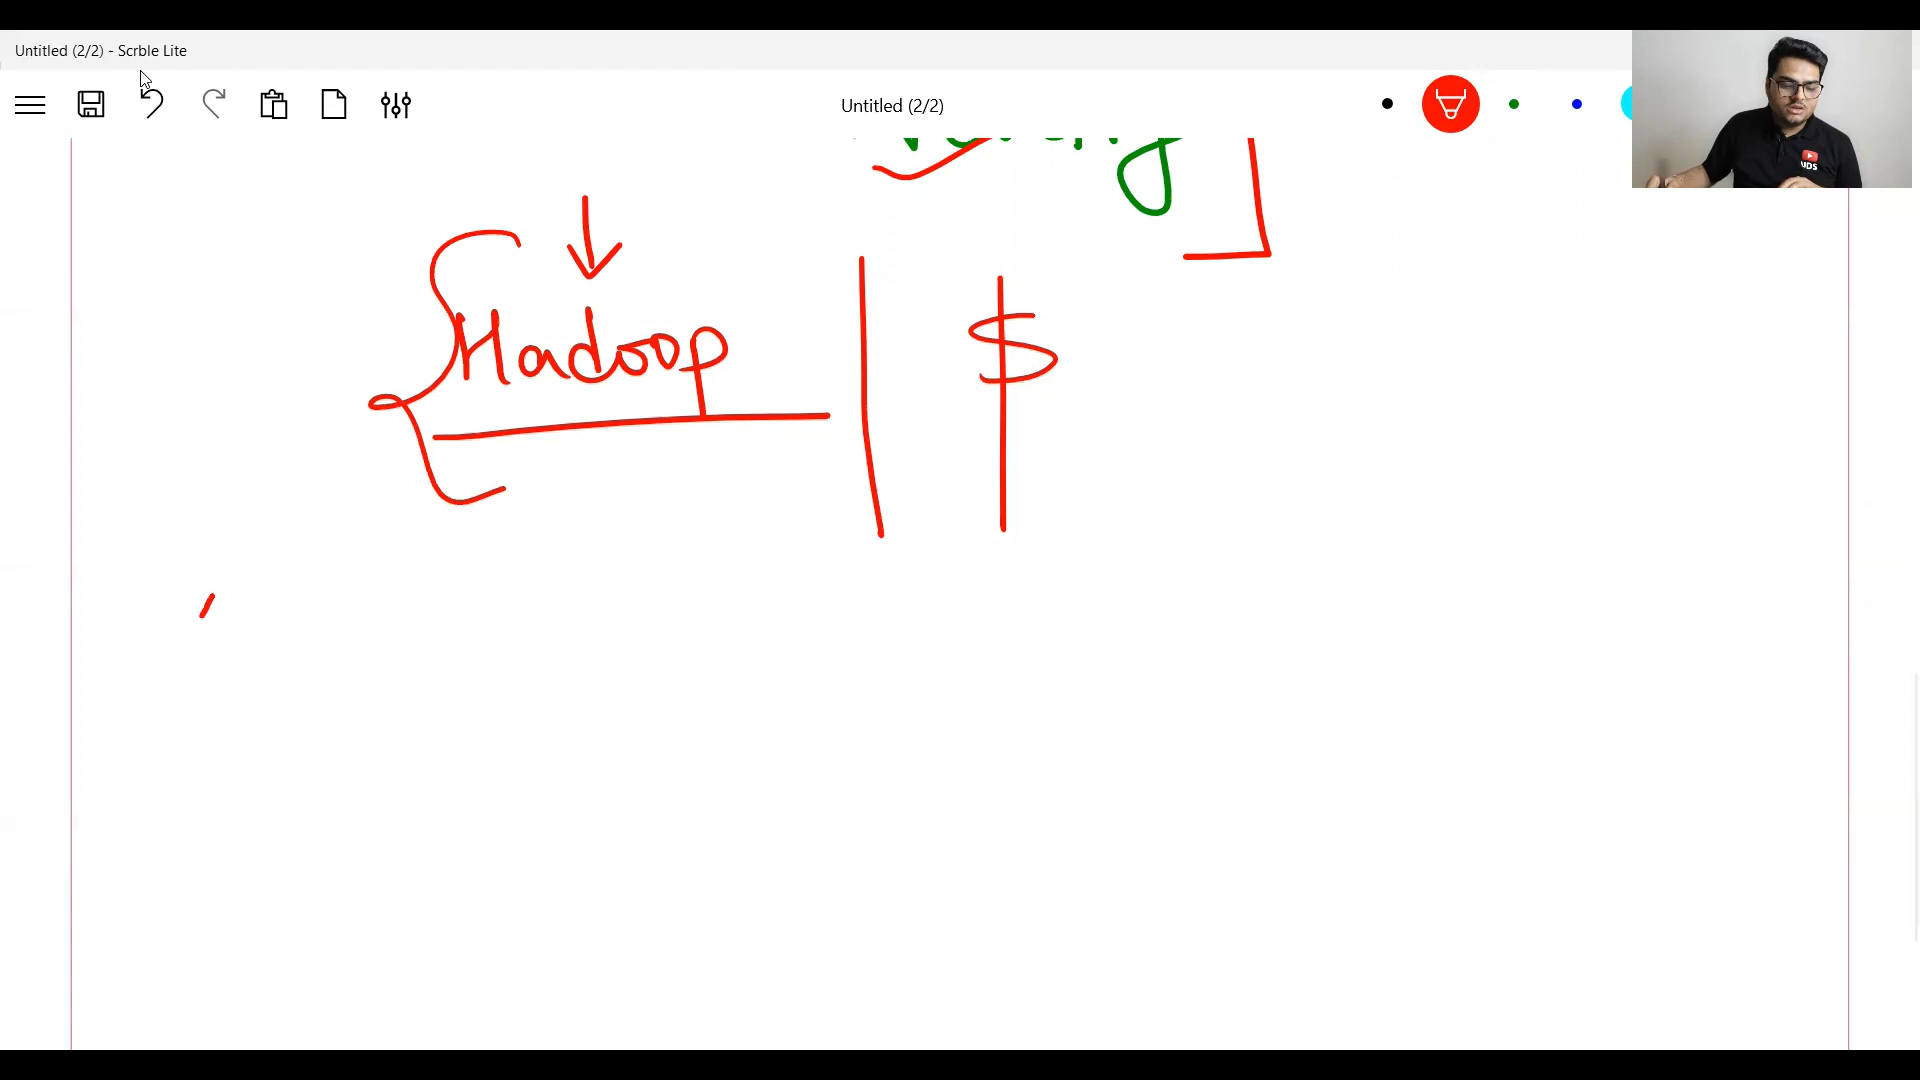 Untitled (2/2) - Scrble Lite
Untitled (2/2)
Hadoop
$